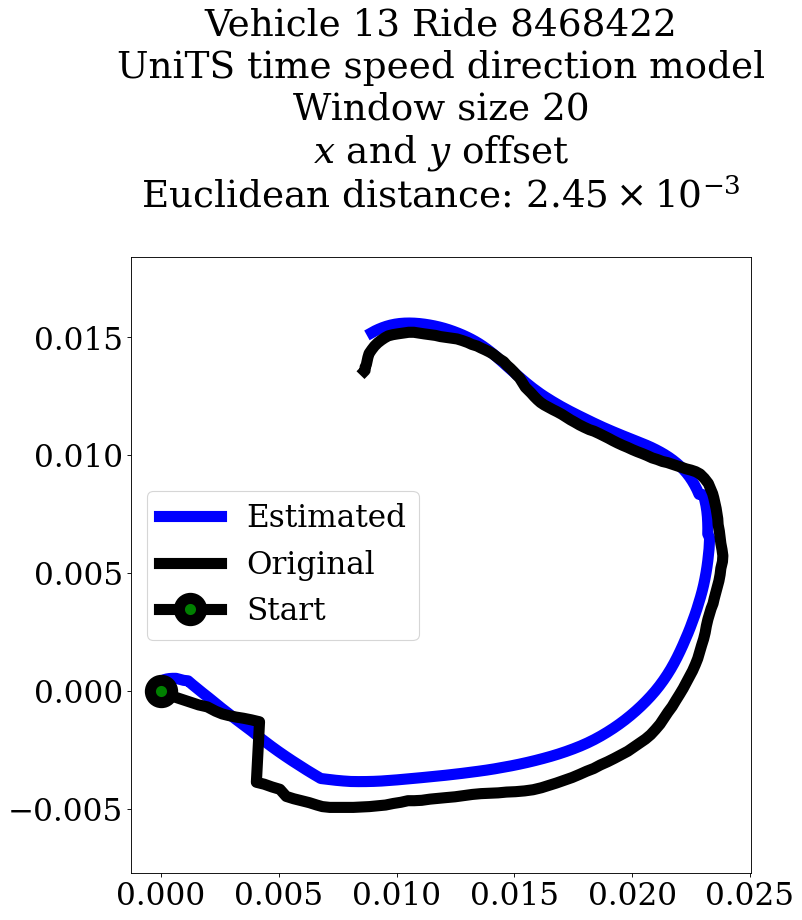 Vehicle 13 Ride 8468422
UniTS time speed direction model
Window size 20
x and y offset
Euclidean distance: 2.45 × 10⁻³
0.015
0.010
0.005
0.000
−0.005
Estimated
Original
Start
0.000 0.005 0.010 0.015 0.020 0.025